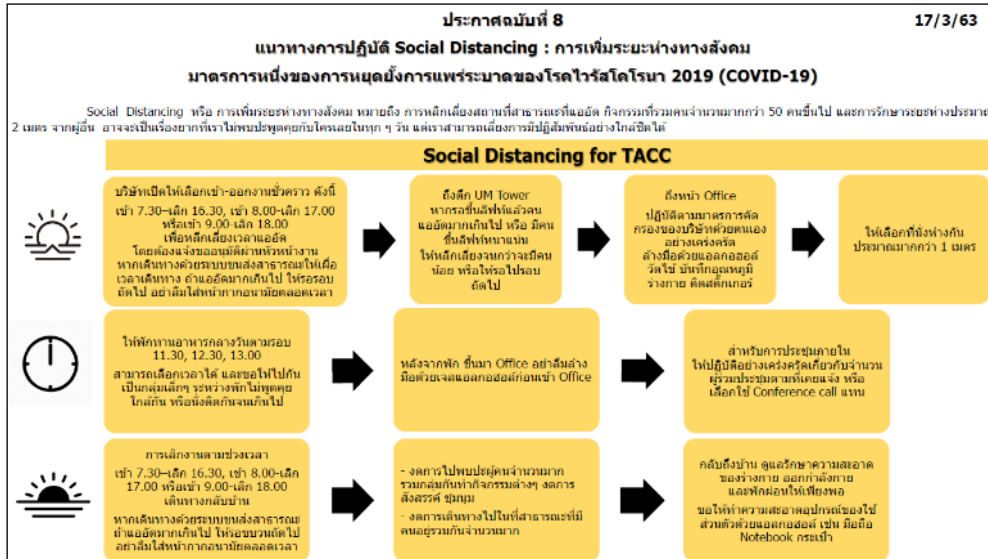 ประกาศฉบับที่ 8
17/3/63
แนวทางการปฏิบัติ Social Distancing : การเพิ่มระยะห่างทางสังคม
มาตรการหนึ่งของการหยุดยั้งการแพร่ระบาดของโรคไวรัสโคโรนา 2019 (COVID-19)
Social Distancing หรือ การเพิ่มระยะห่างทางสังคม หมายถึง การหลีกเลี่ยงสถานที่สาธารณะที่แออัด กิจกรรมที่รวมคนจำนวนมากกว่า 50 คนขึ้นไป และการรักษาระยะห่างประมาณ
2 เมตร จากผู้อื่น อาจจะเป็นเรื่องยากที่เราไม่พบปะพูดคุยกับใครเลยในทุก ๆ วัน แต่เราสามารถเลี่ยงการมีปฏิสัมพันธ์อย่างใกล้ชิดได้
Social Distancing for TACC
บริษัทเปิดให้เลือกเข้า-ออกงานชั่วคราว ดังนี้
เข้า 7.30–เลิก 16.30, เข้า 8.00-เลิก 17.00
หรือเข้า 9.00-เลิก 18.00
เพื่อหลีกเลี่ยงเวลาแออัด
โดยต้องแจ้งขออนุมัติผ่านหัวหน้างาน
หากเดินทางด้วยระบบขนส่งสาธารณะให้เผื่อ
เวลาเดินทาง ถ้าแออัดมากเกินไป ให้รอรอบ
ถัดไป อย่าลืมใส่หน้ากากอนามัยตลอดเวลา
ถึงตึก UM Tower
หากรอขึ้นลิฟท์แล้วคน
แออัดมากเกินไป หรือ มีคน
ขึ้นลิฟท์หนาแน่น
ให้หลีกเลี่ยงจนกว่าจะมีคน
น้อย หรือให้รอไปรอบ
ถัดไป
ถึงหน้า Office
ปฏิบัติตามมาตรการคัด
กรองของบริษัทด้วยตนเอง
อย่างเคร่งครัด
ล้างมือด้วยแอลกอฮอล์
วัดไข้ บันทึกอุณหภูมิ
ร่างกาย ติดสติ๊กเกอร์
ให้เลือกที่นั่งห่างกัน
ประมาณมากกว่า 1 เมตร
ให้พักทานอาหารกลางวันตามรอบ
11.30, 12.30, 13.00
สามารถเลือกเวลาได้ และขอให้ไปกัน
เป็นกลุ่มเล็กๆ ระหว่างพักไม่พูดคุย
ใกล้กัน หรือนั่งติดกันจนเกินไป
หลังจากพัก ขึ้นมา Office อย่าลืมล้าง
มือด้วยเจลแอลกอฮอล์ก่อนเข้า Office
สำหรับการประชุมภายใน
ให้ปฏิบัติอย่างเคร่งครัดเกี่ยวกับจำนวน
ผู้ร่วมประชุมตามที่เคยแจ้ง หรือ
เลือกใช้ Conference call แทน
การเลิกงานตามช่วงเวลา
เข้า 7.30–เลิก 16.30, เข้า 8.00-เลิก
17.00 หรือเข้า 9.00-เลิก 18.00
เดินทางกลับบ้าน
หากเดินทางด้วยระบบขนส่งสาธารณะ
ถ้าแออัดมากเกินไป ให้รอขบวนถัดไป
อย่าลืมใส่หน้ากากอนามัยตลอดเวลา
- งดการไปพบปะผู้คนจำนวนมาก
รวมกลุ่มกันทำกิจกรรมต่างๆ งดการ
สังสรรค์ ชุมนุม
- งดการเดินทางไปในที่สาธารณะที่มี
คนอยู่รวมกันจำนวนมาก
กลับถึงบ้าน ดูแลรักษาความสะอาด
ของร่างกาย ออกกำลังกาย
และพักผ่อนให้เพียงพอ
ขอให้ทำความสะอาดอุปกรณ์ของใช้
ส่วนตัวด้วยแอลกอฮอล์ เช่น มือถือ
Notebook กระเป๋า